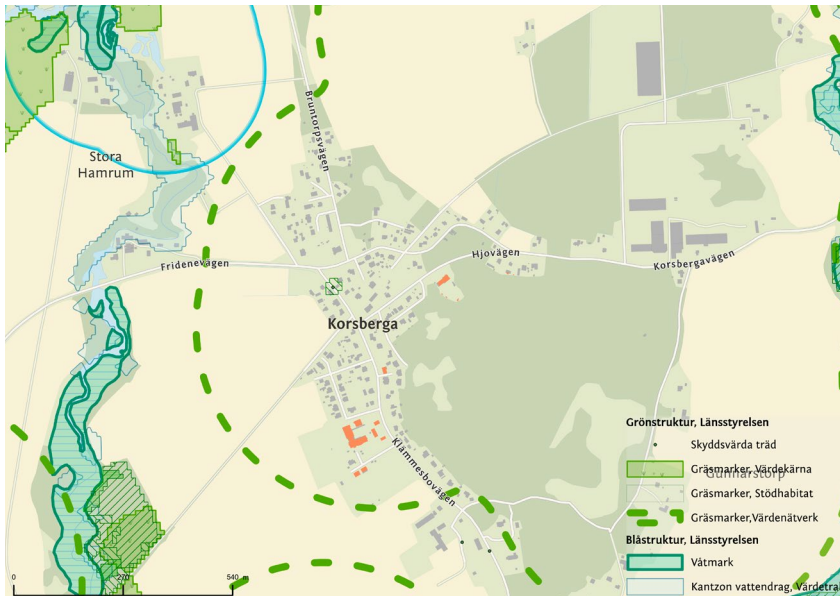 Bruntorpsvägen
Stora
Hamrum
Fridenevägen
Hjovägen
Korsbergavägen
Korsberga
Klämmesbovägen
Gunnarstorp
Grönstruktur, Länsstyrelsen
Skyddsvärda träd
Gräsmarker, Värdekärna
Gräsmarker, Stödhabitat
Gräsmarker,Värdenätverk
Blåstruktur, Länsstyrelsen
Våtmark
Kantzon vattendrag, Värdetra
0 270 540 m